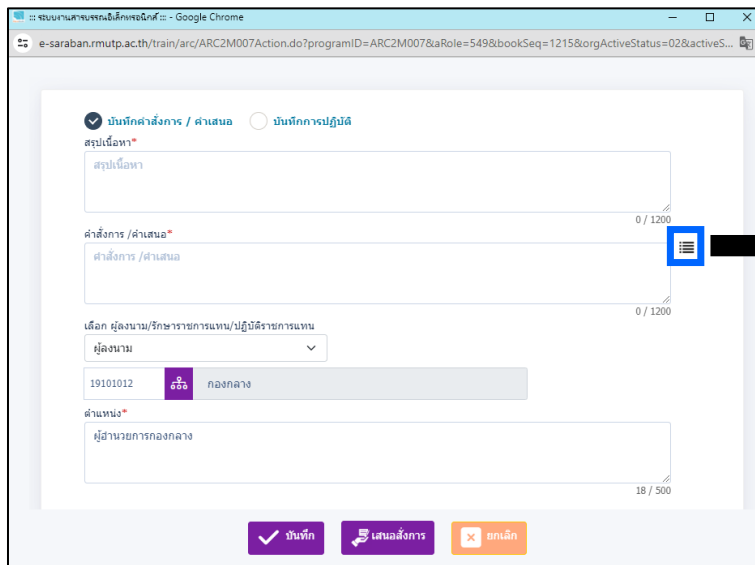 ::: ระบบงานสารบรรณอิเล็กทรอนิกส์ ::: - Google Chrome
e-saraban.rmutp.ac.th/train/arc/ARC2M007Action.do?programID=ARC2M007&aRole=549&bookSeq=1215&orgActiveStatus=02&activeS...
บันทึกคำสั่งการ / คำเสนอ บันทึกการปฏิบัติ
สรุปเนื้อหา*
สรุปเนื้อหา
0 / 1200
คำสั่งการ /คำเสนอ*
คำสั่งการ /คำเสนอ
0 / 1200
เลือก ผู้ลงนาม/รักษาราชการแทน/ปฏิบัติราชการแทน
ผู้ลงนาม
19101012 กองกลาง
ตำแหน่ง*
ผู้อำนวยการกองกลาง
18 / 500
บันทึก เสนอสั่งการ ยกเลิก